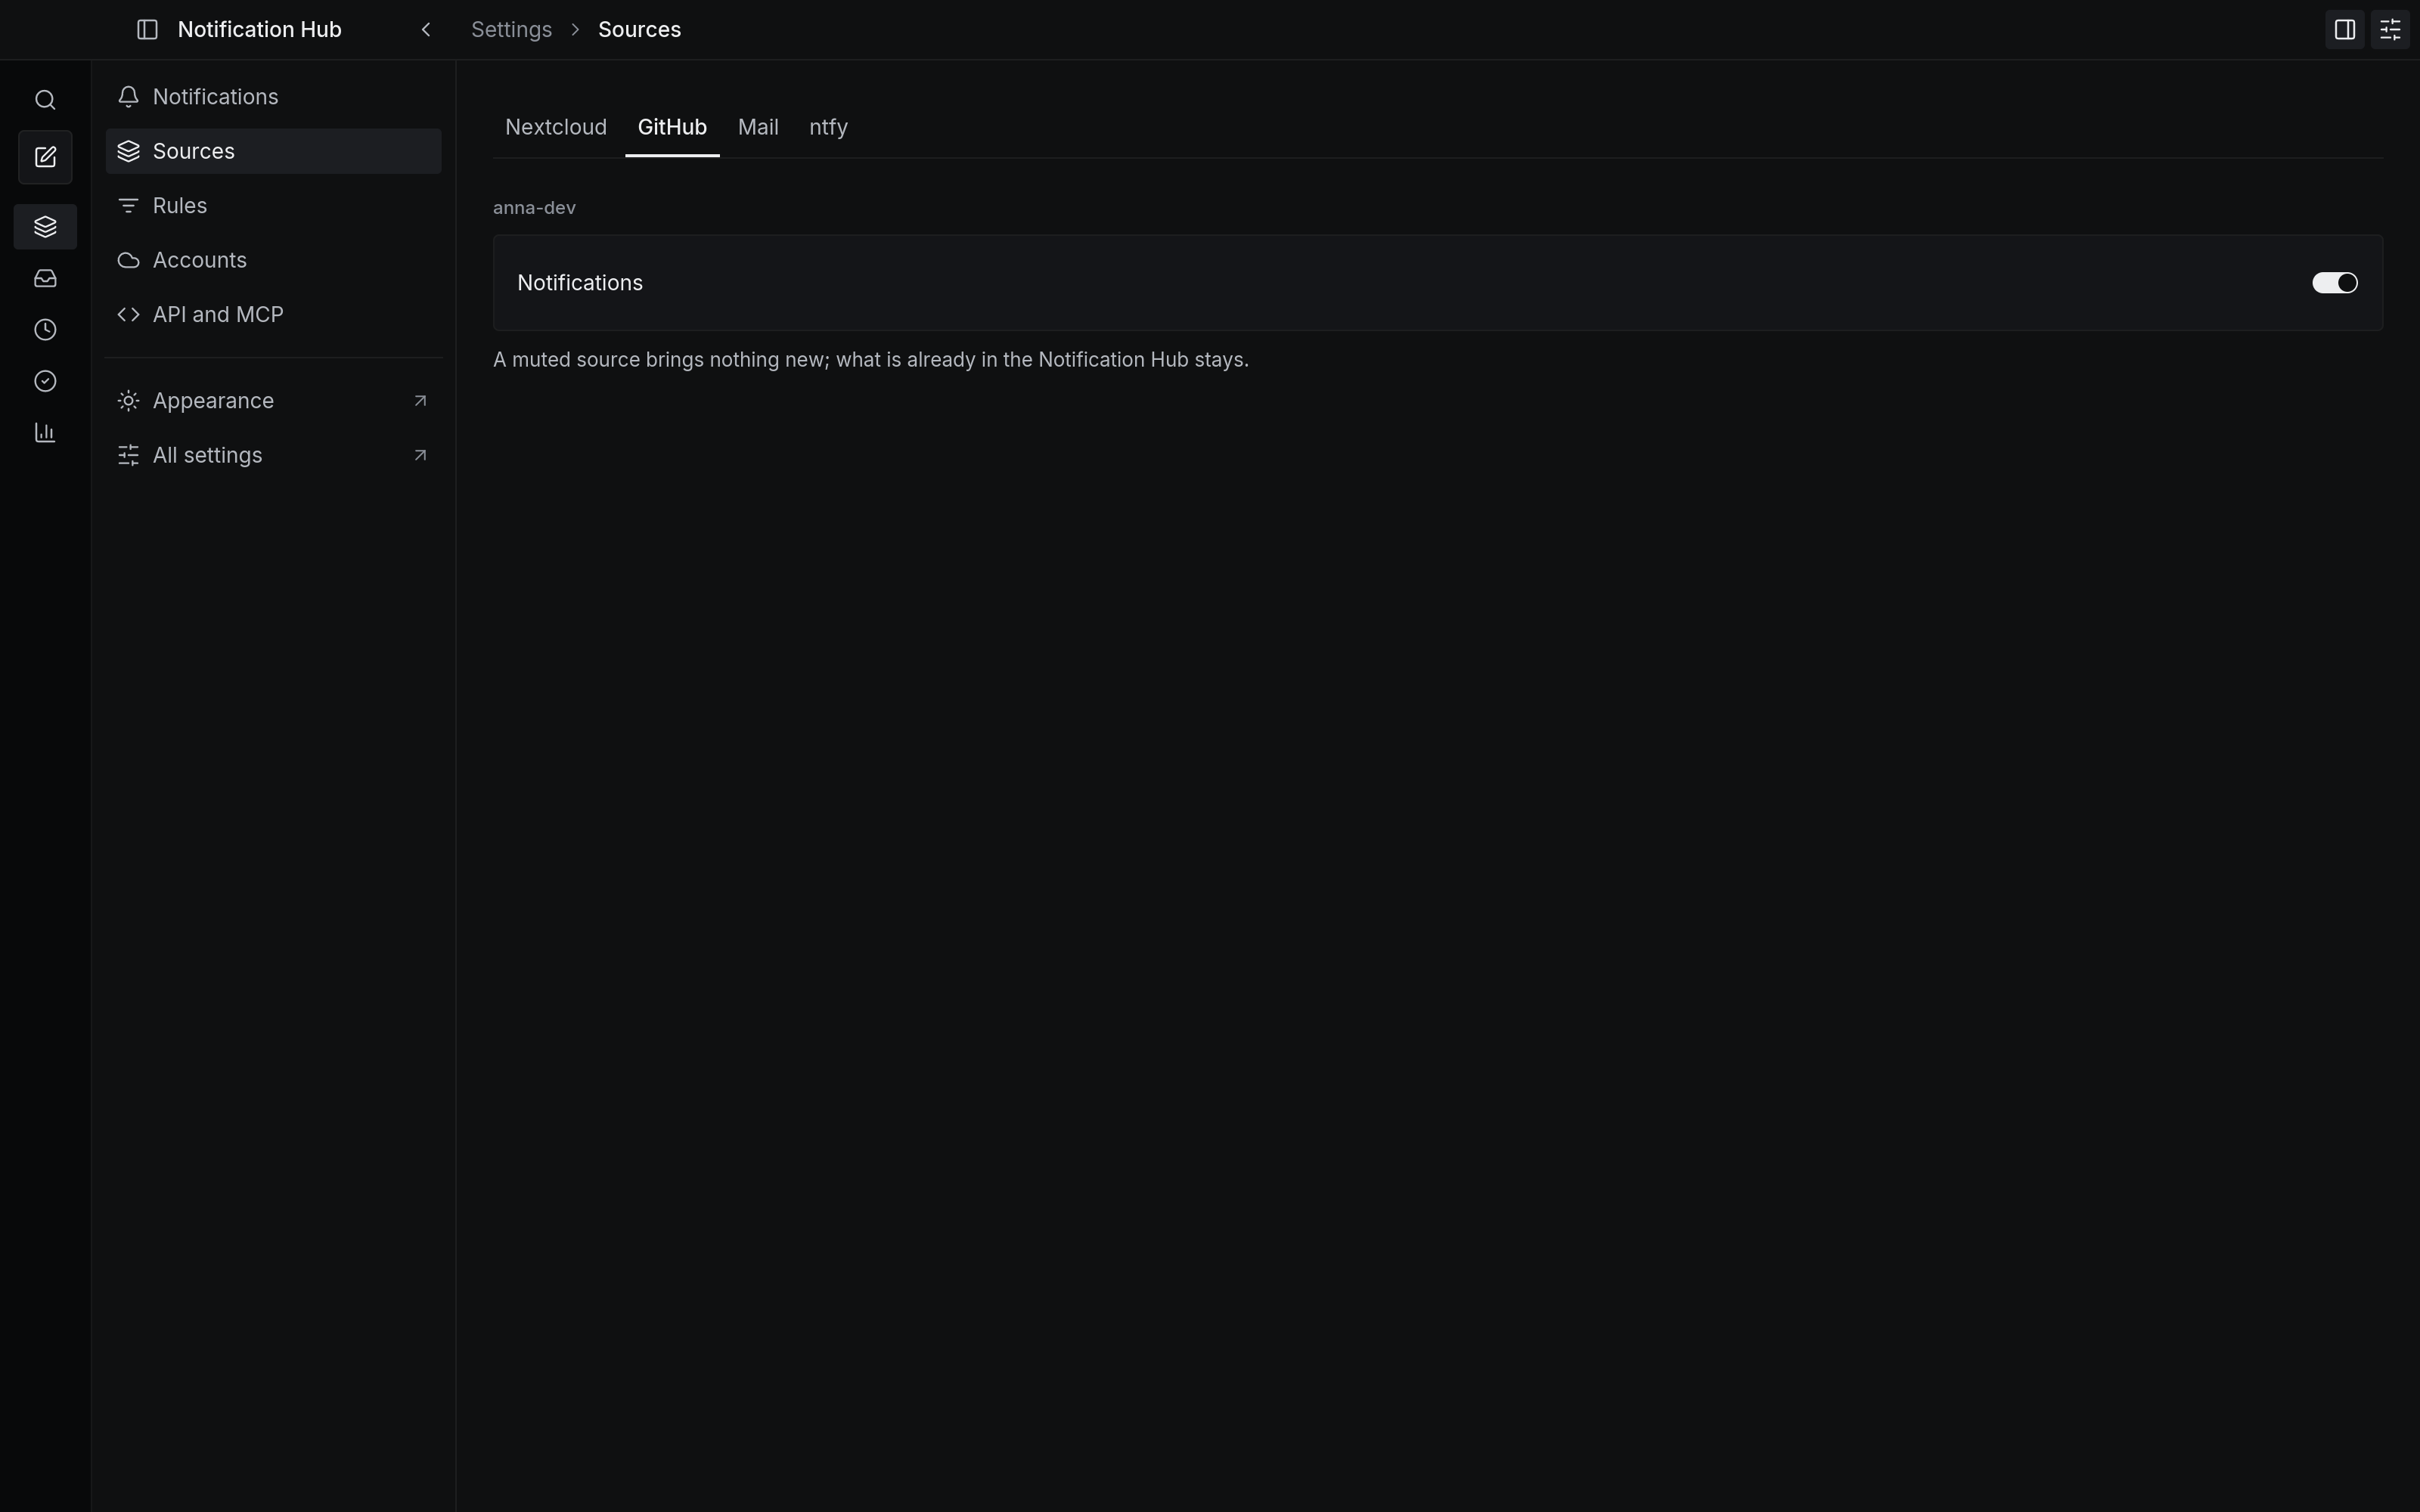 Notification Hub
Settings > Sources
Notifications
Sources
Rules
Accounts
API and MCP
Appearance
All settings
Nextcloud GitHub Mail ntfy
anna-dev
Notifications
A muted source brings nothing new; what is already in the Notification Hub stays.